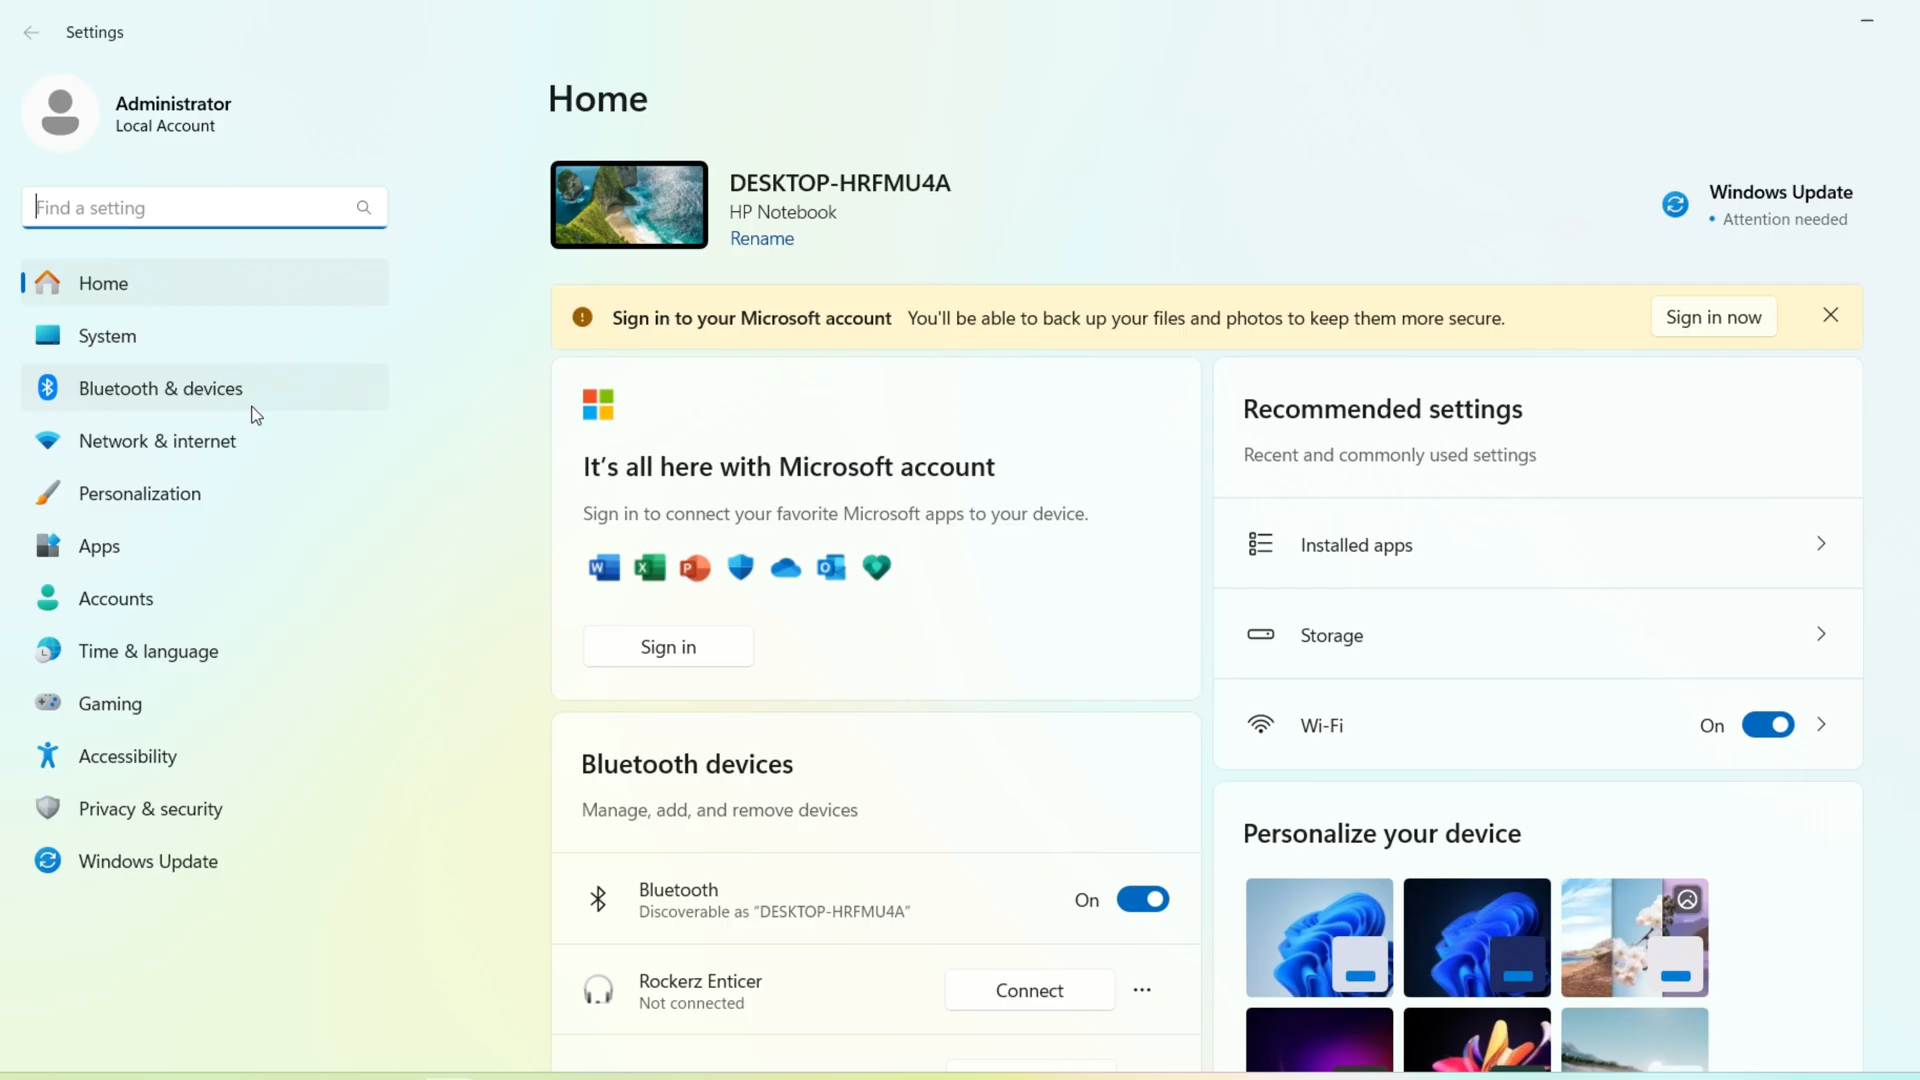 Settings
Administrator
Local Account
Find a setting
Home
System
Bluetooth & devices
Network & internet
Personalization
Apps
Accounts
Time & language
Gaming
Accessibility
Privacy & security
Windows Update
Home
DESKTOP-HRFMU4A
HP Notebook
Rename
Windows Update
• Attention needed
Sign in to your Microsoft account You'll be able to back up your files and photos to keep them more secure.
Sign in now
It's all here with Microsoft account
Sign in to connect your favorite Microsoft apps to your device.
Sign in
Bluetooth devices
Manage, add, and remove devices
Bluetooth
Discoverable as "DESKTOP-HRFMU4A"
On
Rockerz Enticer
Not connected
Connect
Recommended settings
Recent and commonly used settings
Installed apps
Storage
Wi-Fi
On
Personalize your device